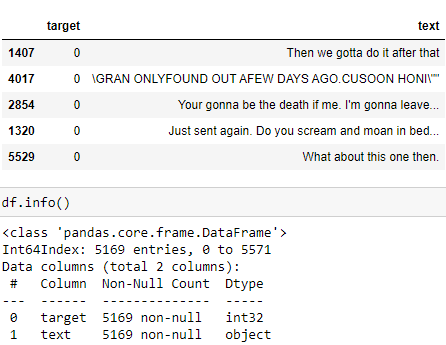 target text
1407 0 Then we gotta do it after that
4017 0 \GRAN ONLYFOUND OUT AFEW DAYS AGO.CUSOON HONI\""
2854 0 Your gonna be the death if me. I'm gonna leave...
1320 0 Just sent again. Do you scream and moan in bed...
5529 0 What about this one then.
df.info()
<class 'pandas.core.frame.DataFrame'>
Int64Index: 5169 entries, 0 to 5571
Data columns (total 2 columns):
 #   Column  Non-Null Count  Dtype
---  ------  --------------  -----
 0   target  5169 non-null   int32
 1   text    5169 non-null   object